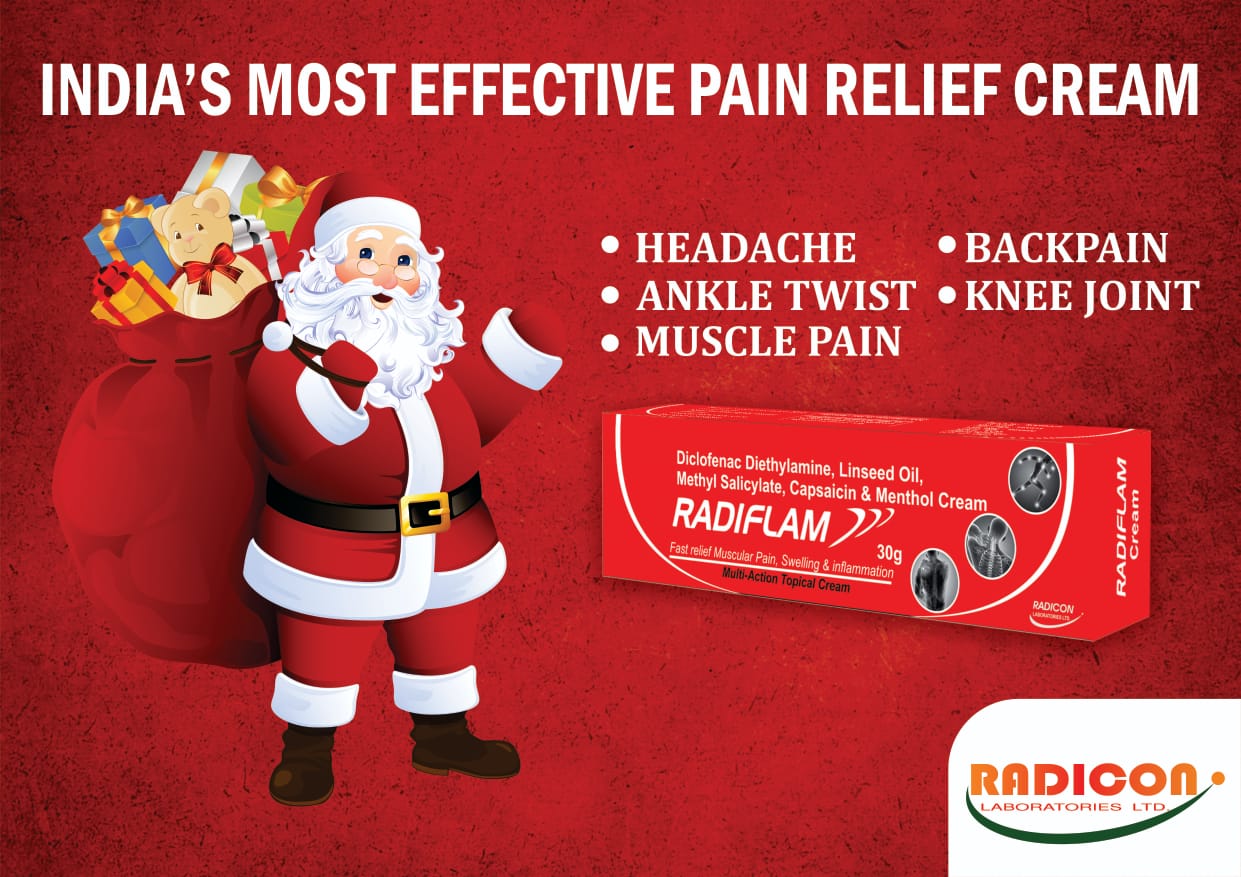 INDIA'S MOST EFFECTIVE PAIN RELIEF CREAM
• HEADACHE
• ANKLE TWIST
• MUSCLE PAIN
• BACKPAIN
• KNEE JOINT
Diclofenac Diethylamine, Linseed Oil,
Methyl Salicylate, Capsaicin & Menthol Cream
RADIFLAM
30g
Fast relief Muscular Pain, Swelling & inflammation
Multi-Action Topical Cream
RADICON
LABORATORIES LTD.
RADIFLAM
Cream
RADICON
LABORATORIES LTD.